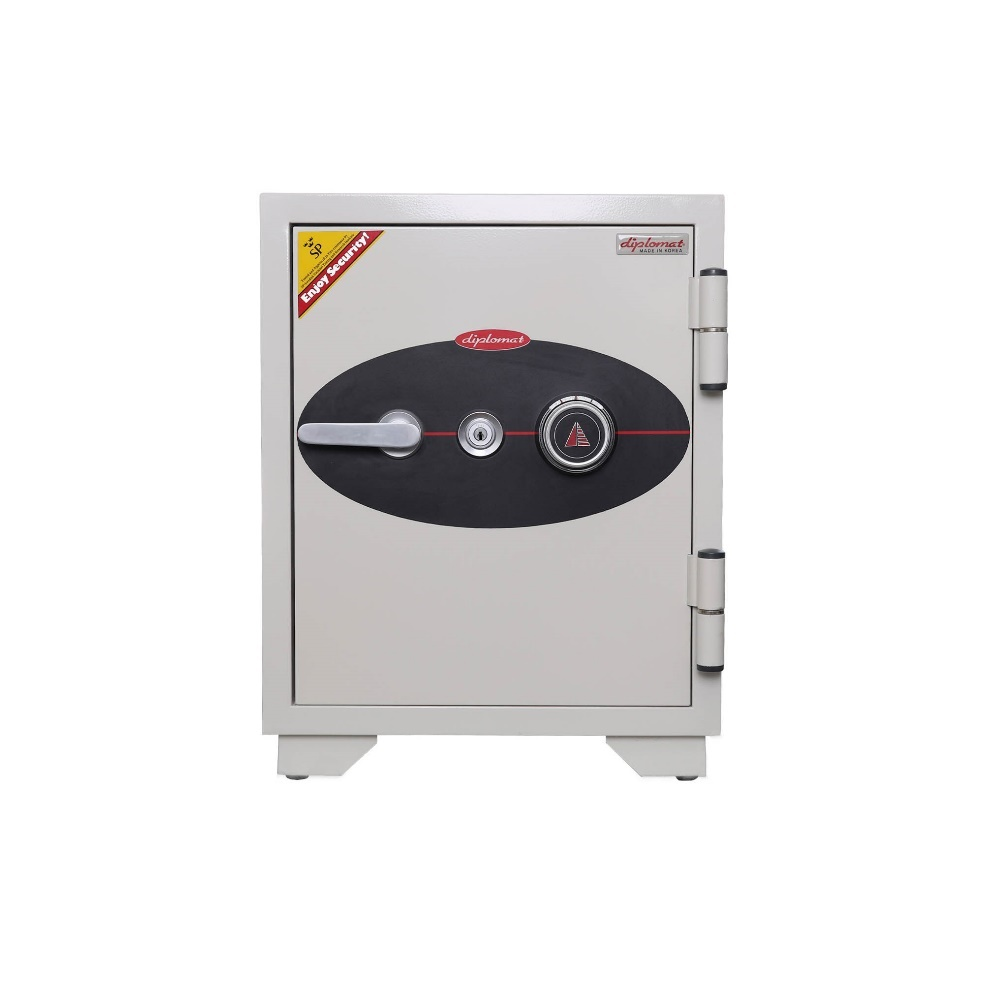 SP
Enjoy Security!
diplomat
MADE IN KOREA
diplomat